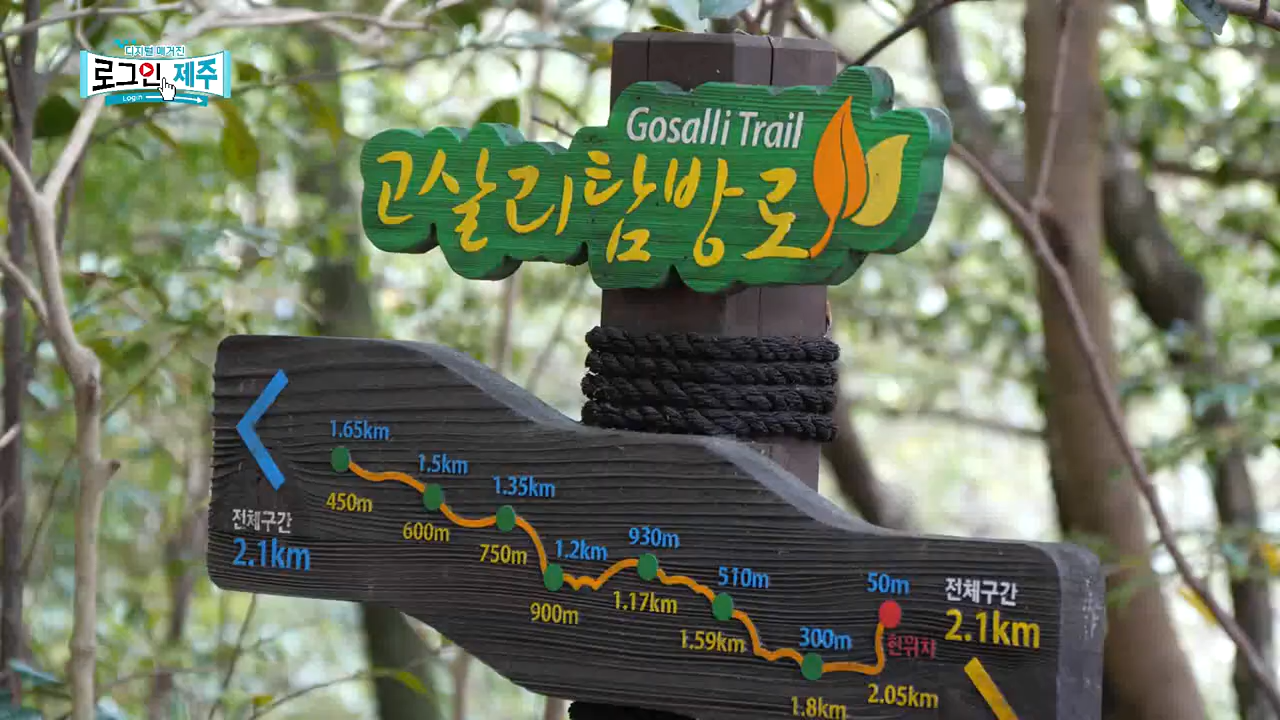 디지털 매거진
로그인 제주
Login
Gosalli Trail
고살리탐방로
1.65km
1.5km
1.35km
1.2km
930m
510m
300m
50m
450m
600m
750m
900m
1.17km
1.59km
1.8km
2.05km
현위치
전체구간
2.1km
전체구간
2.1km